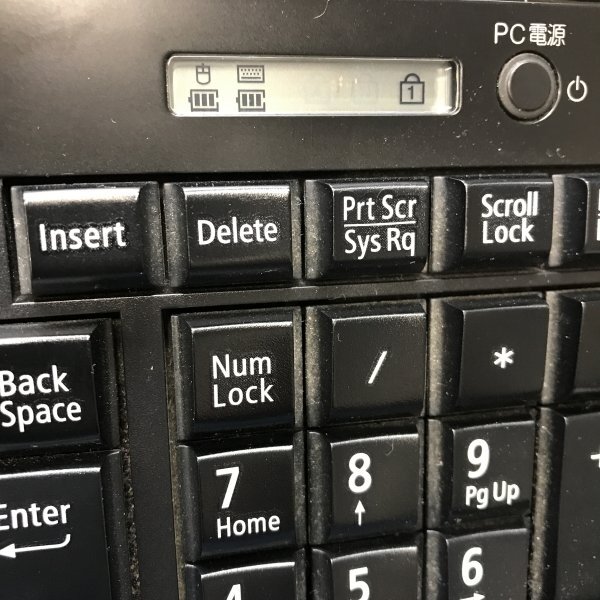 PC電源
1
Insert
Delete
Prt Scr
Sys Rq
Scroll
Lock
Back
Space
Num
Lock
/
*
Enter
7
Home
8
↑
9
Pg Up
+
4
5
6
→